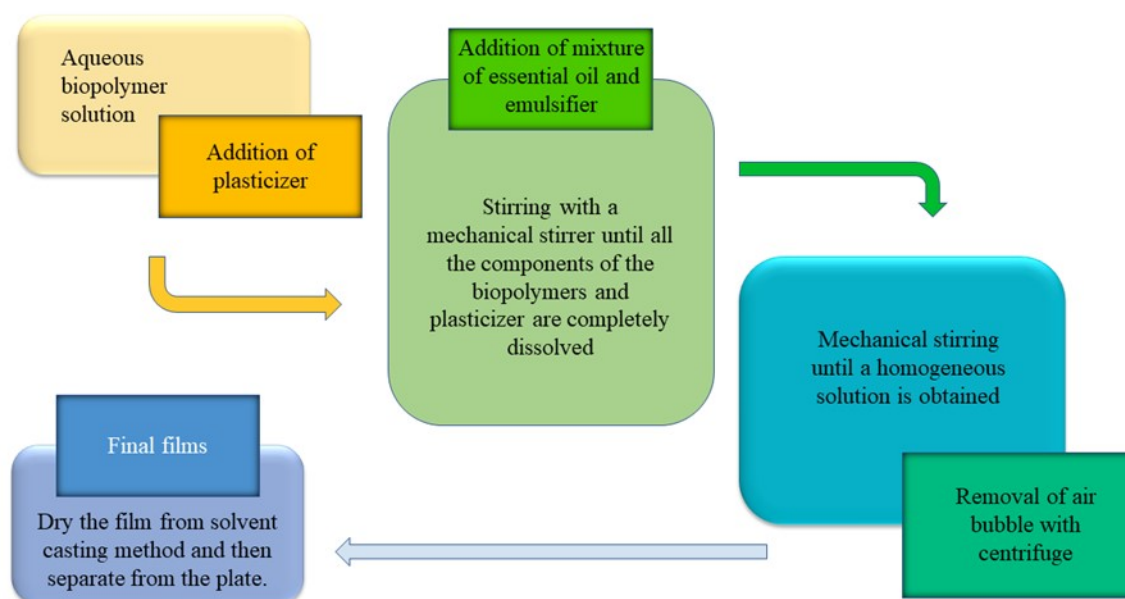 Aqueous
biopolymer
solution
Addition of
plasticizer
Addition of mixture
of essential oil and
emulsifier
Stirring with a
mechanical stirrer until all
the components of the
biopolymers and
plasticizer are completely
dissolved
Mechanical stirring
until a homogeneous
solution is obtained
Removal of air
bubble with
centrifuge
Final films
Dry the film from solvent
casting method and then
separate from the plate.